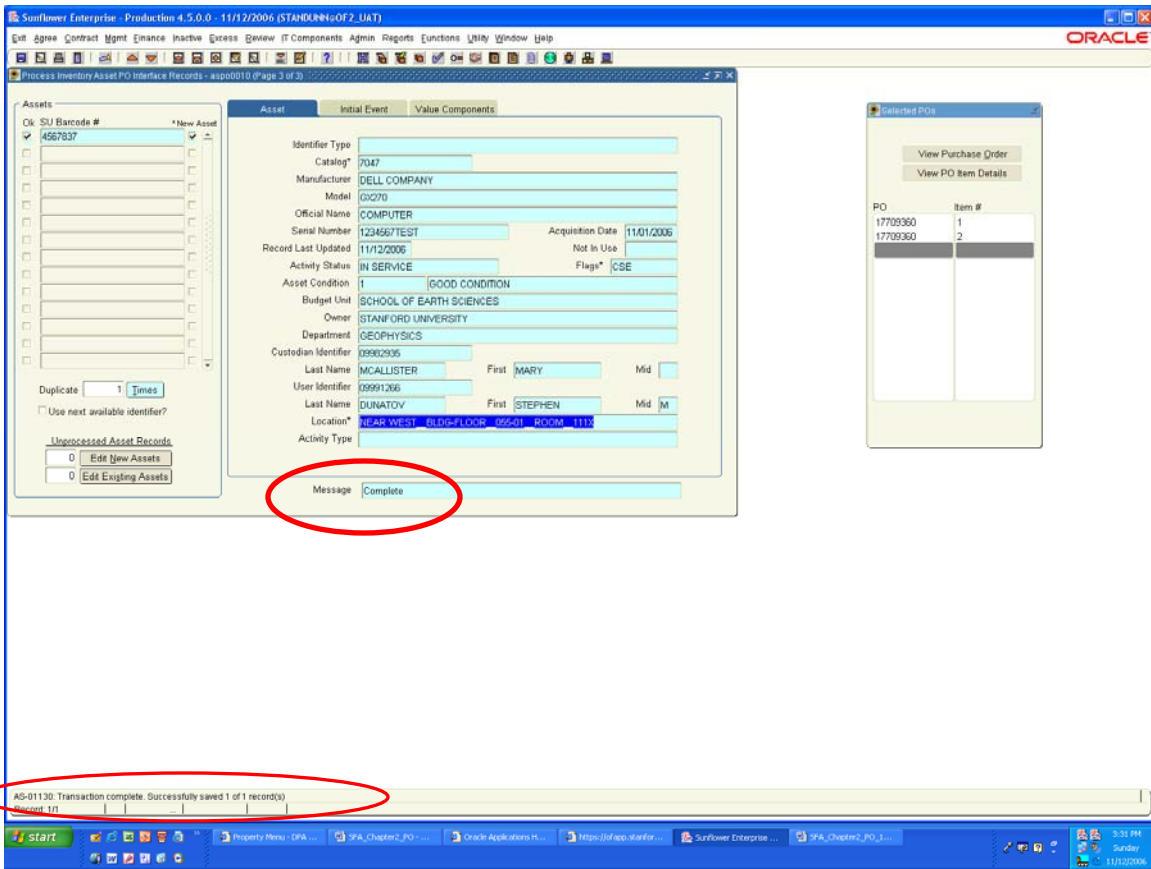 Sunflower Enterprise - Production 4.5.0.0 - 11/12/2006 (STANDUNN@OF2_UAT)
Exit Agree Contract Mgmt Finance Inactive Excess Review IT Components Admin Reports Functions Utility Window Help
ORACLE
Process Inventory Asset PO Interface Records - aspo0010 (Page 3 of 3)
Assets
Ok SU Barcode # *New Asset
4567837
Duplicate 1 Times
Use next available identifier?
Unprocessed Asset Records
0 Edit New Assets
0 Edit Existing Assets
Asset Initial Event Value Components
Identifier Type
Catalog* 7047
Manufacturer DELL COMPANY
Model GX270
Official Name COMPUTER
Serial Number 1234567TEST Acquisition Date 11/01/2006
Record Last Updated 11/12/2006 Not In Use
Activity Status IN SERVICE Flags* CSE
Asset Condition 1 GOOD CONDITION
Budget Unit SCHOOL OF EARTH SCIENCES
Owner STANFORD UNIVERSITY
Department GEOPHYSICS
Custodian Identifier 09982935
Last Name MCALLISTER First MARY Mid
User Identifier 09991266
Last Name DUNATOV First STEPHEN Mid M
Location* NEAR WEST__BLDG-FLOOR__055-01__ROOM__111X
Activity Type
Message Complete
Selected POs
View Purchase Order
View PO Item Details
PO Item #
17709360 1
17709360 2
AS-01130: Transaction complete. Successfully saved 1 of 1 record(s)
Record: 1/1 ...
start
Property Menu - DPA ... SFA_Chapter2_PO - ... Oracle Applications H... https://ofapp.stanfor... Sunflower Enterprise ... SFA_Chapter2_PO_1...
3:31 PM
Sunday
11/12/2006